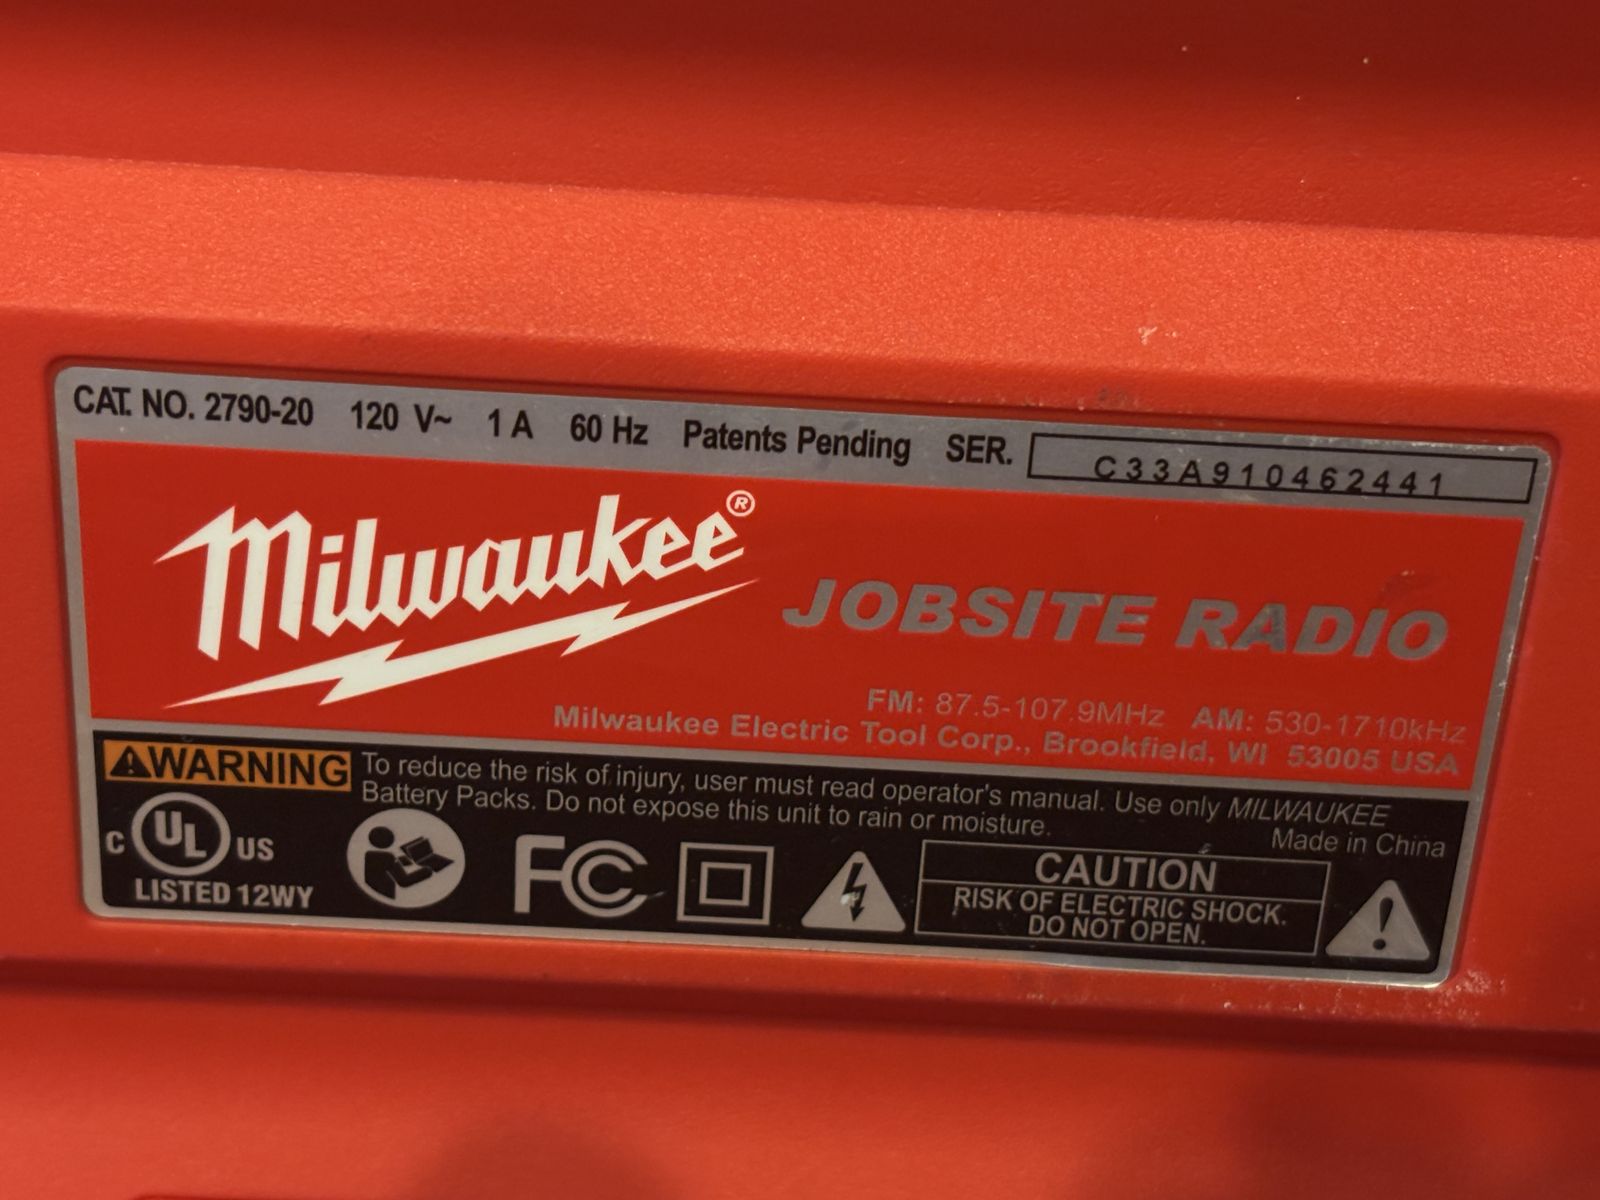 CAT. NO. 2790-20 120 V~ 1 A 60 Hz Patents Pending SER. C33A910462441
Milwaukee®
JOBSITE RADIO
FM: 87.5-107.9MHz AM: 530-1710kHz
Milwaukee Electric Tool Corp., Brookfield, WI 53005 USA
WARNING To reduce the risk of injury, user must read operator's manual. Use only MILWAUKEE
Battery Packs. Do not expose this unit to rain or moisture.
Made in China
C UL US
LISTED 12WY
FC
CAUTION
RISK OF ELECTRIC SHOCK.
DO NOT OPEN.